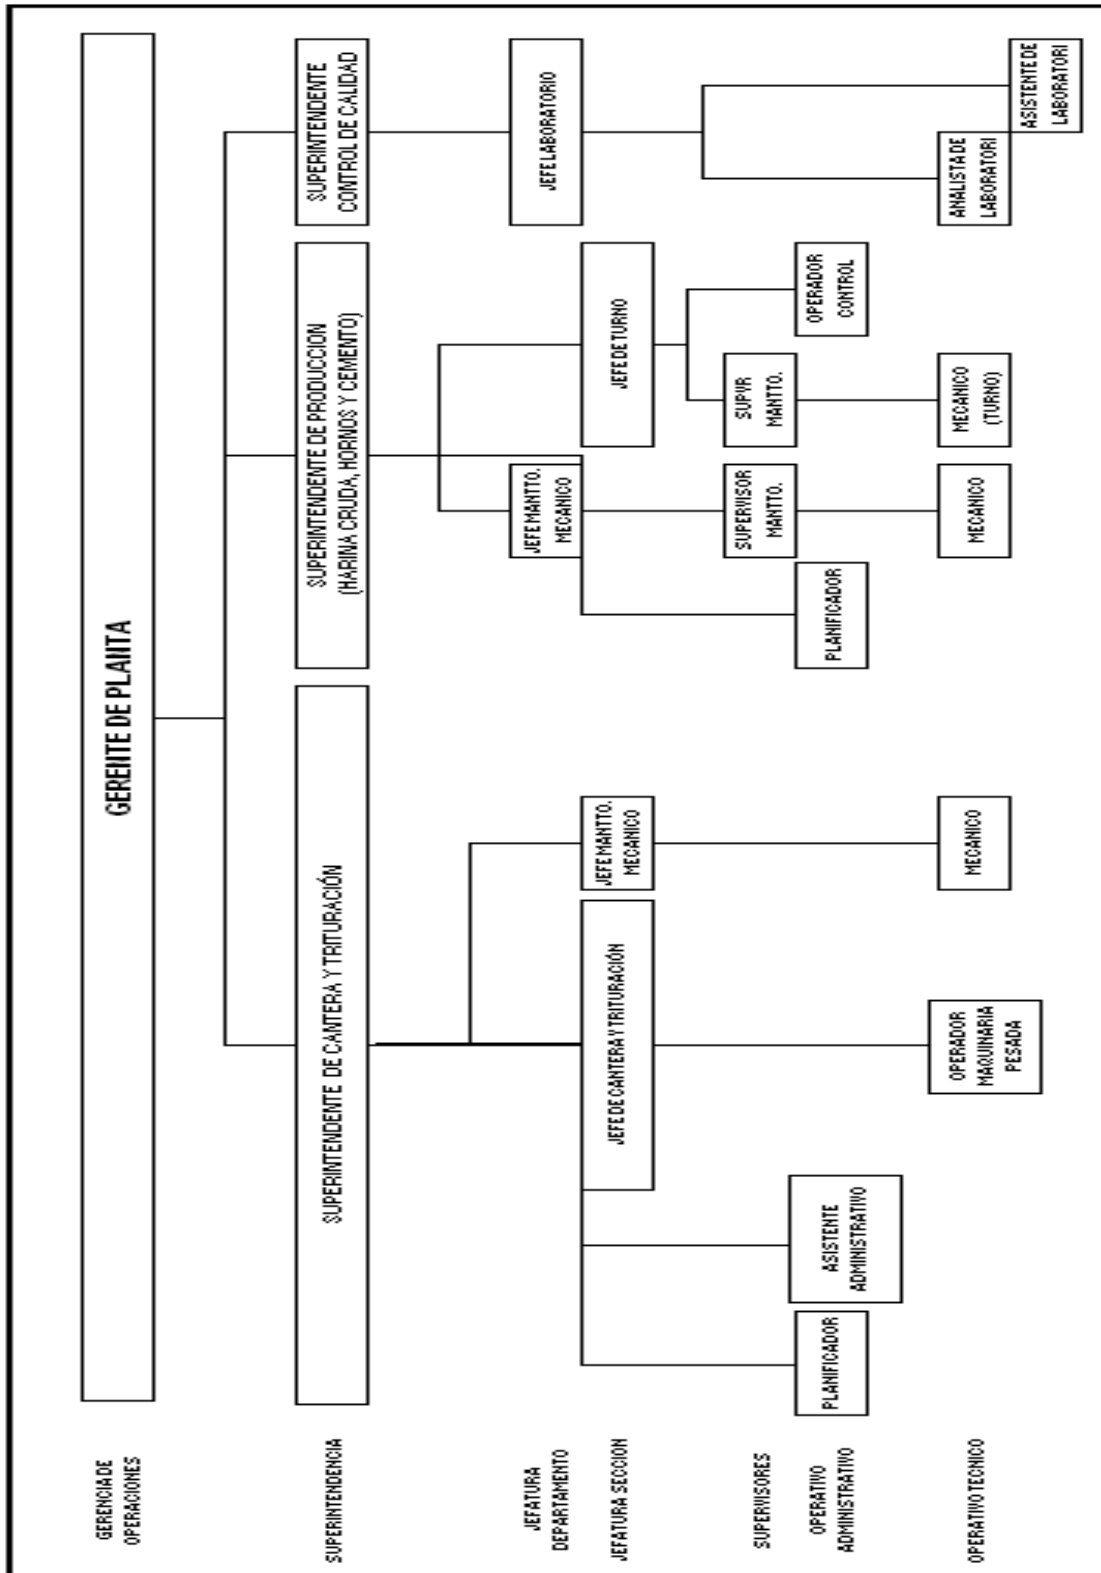 GERENTE DE PLANTA
GERENCIA DE
OPERACIONES
SUPERINTENDENCIA
SUPERINTENDENTE DE CANTERA Y TRITURACIÓN
SUPERINTENDENTE DE PRODUCCION
(HARINA CRUDA, HORNOS Y CEMENTO)
SUPERINTENDENTE
CONTROL DE CALIDAD
JEFATURA
DEPARTAMENTO
JEFE MANTTO.
MECANICO
JEFE LABORATORIO
JEFATURA SECCION
JEFE DE CANTERA Y TRITURACIÓN
JEFE MANTTO.
MECANICO
JEFE DE TURNO
SUPERVISORES
SUPERVISOR
MANTTO.
SUPVR
MANTTO.
OPERATIVO
ADMINISTRATIVO
PLANIFICADOR
ASISTENTE
ADMINISTRATIVO
PLANIFICADOR
OPERADOR
CONTROL
OPERATIVO TECNICO
OPERADOR
MAQUINARIA
PESADA
MECANICO
MECANICO
MECANICO
(TURNO)
ANALISTA DE
LABORATORI
ASISTENTE DE
LABORATORI